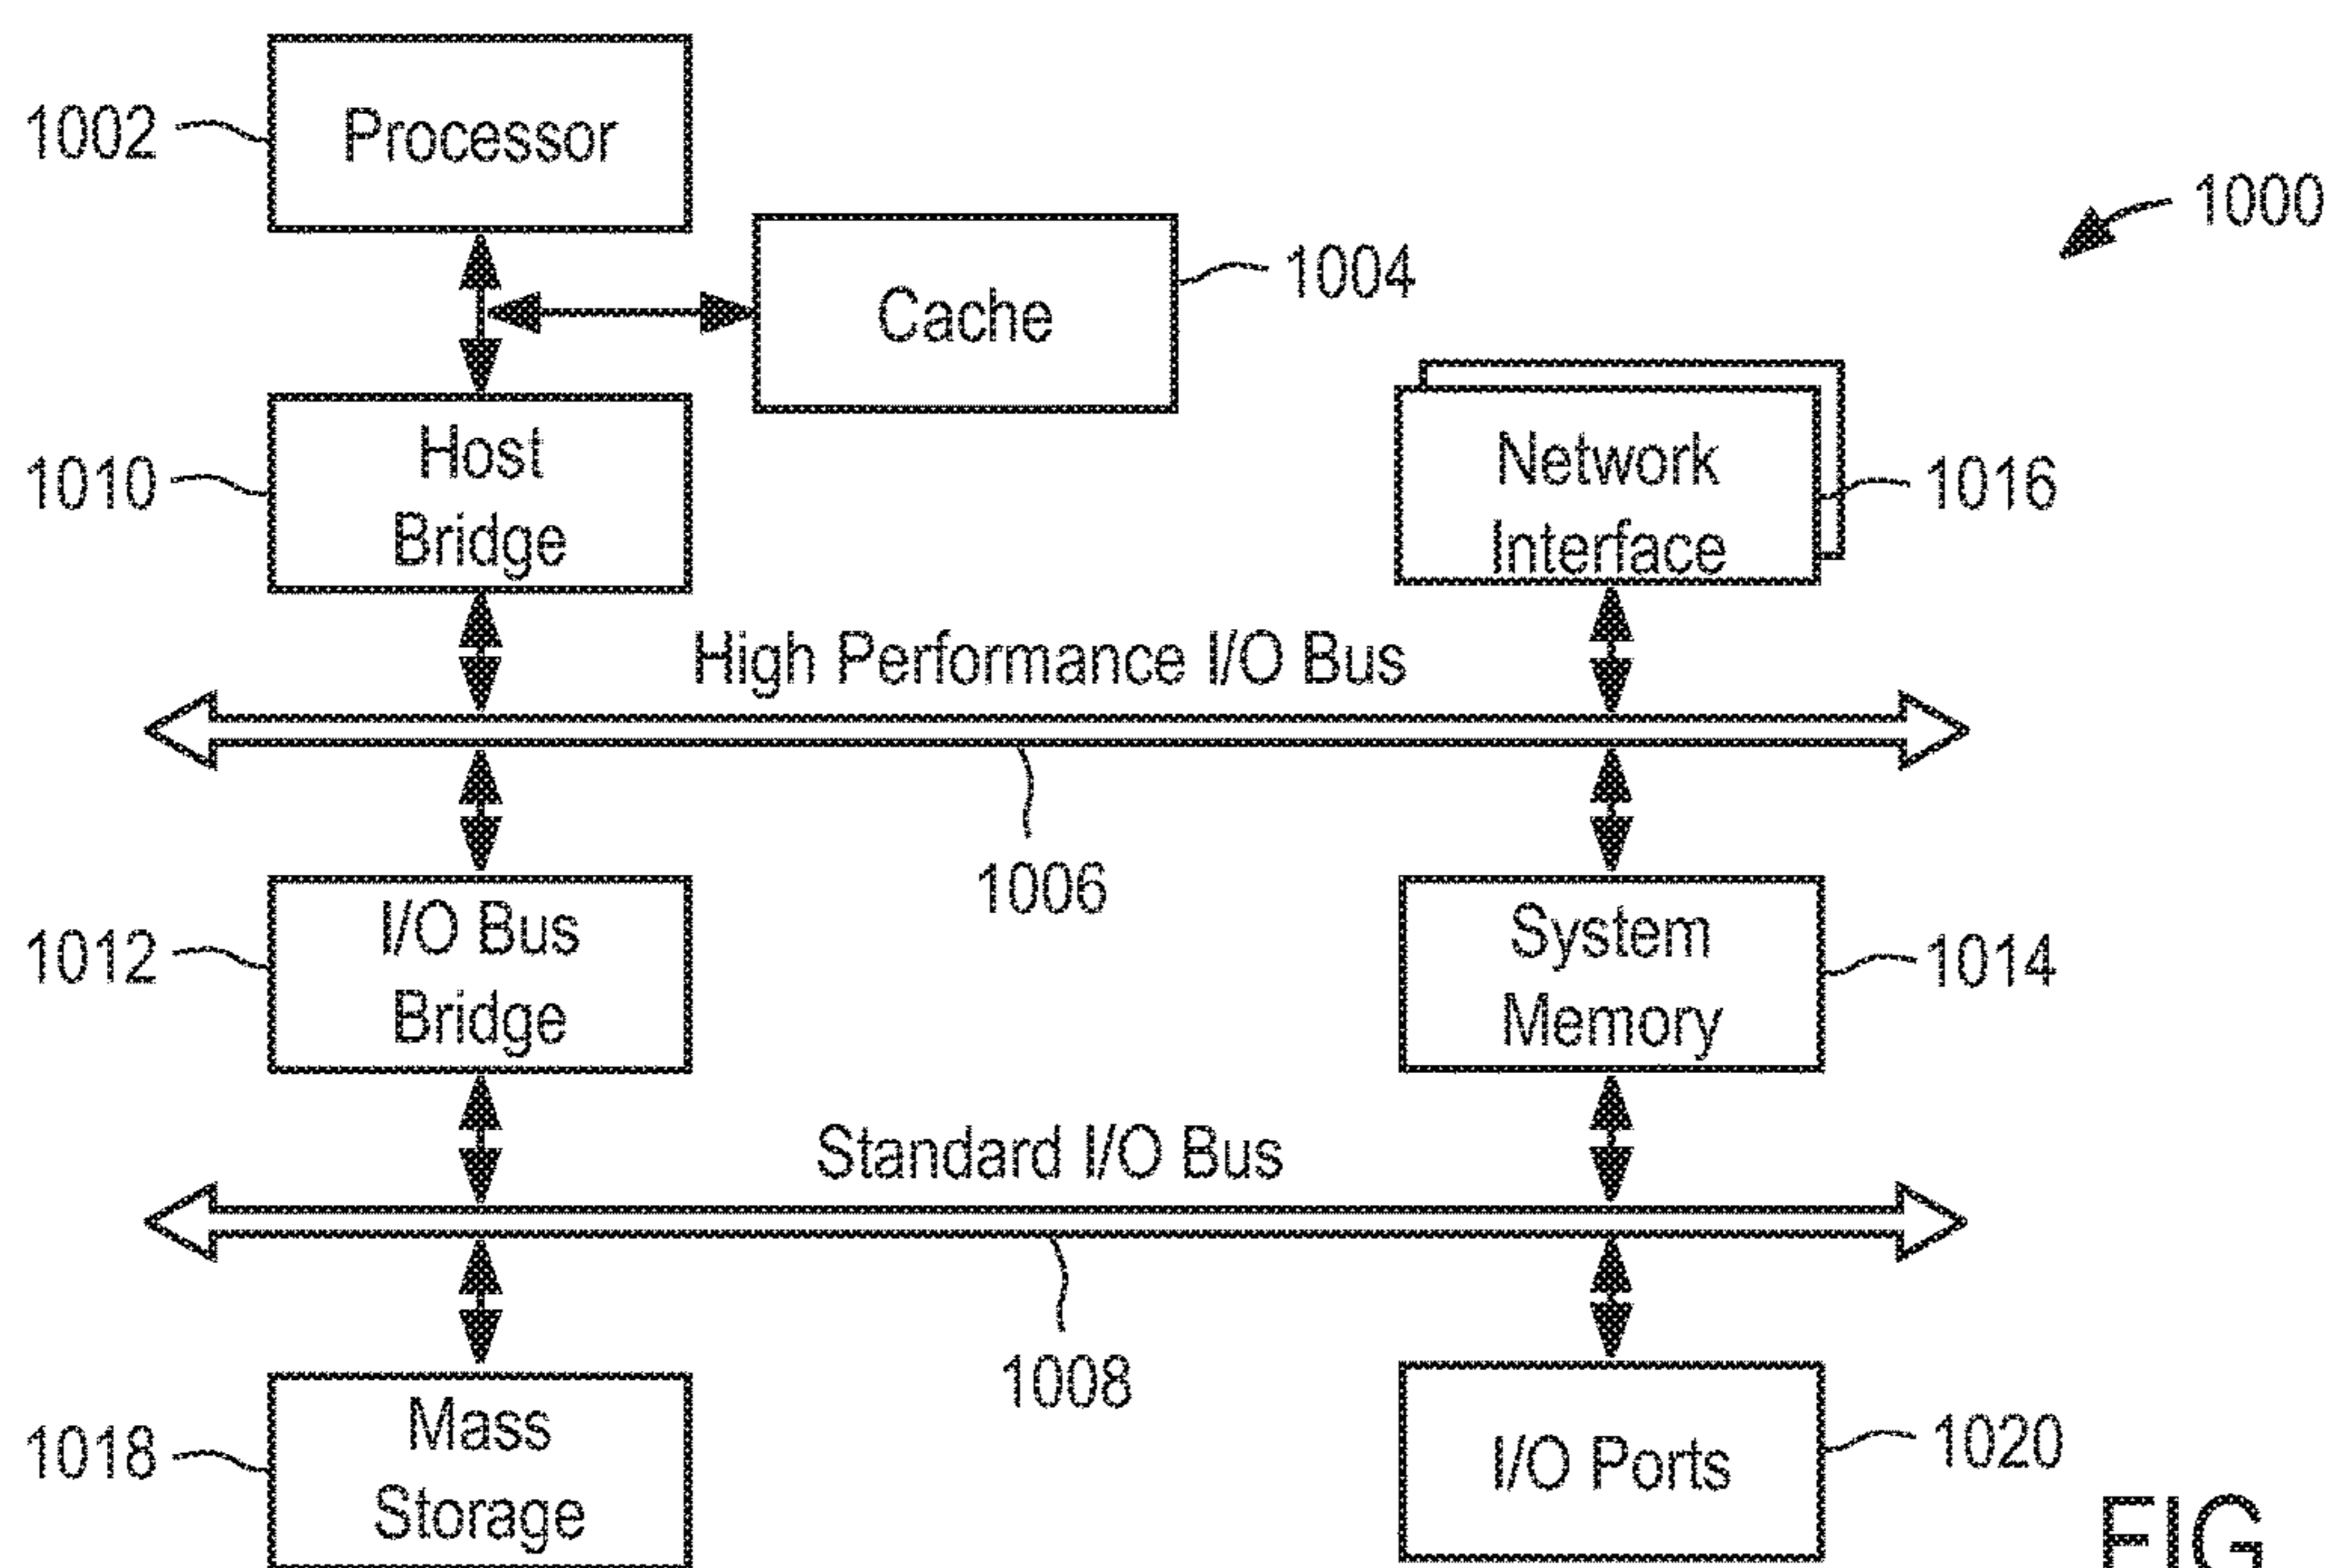 1002
Processor
1000
Cache
1004
Host
Bridge
1010
Network
Interface
1016
High Performance I/O Bus
1006
I/O Bus
Bridge
1012
System
Memory
1014
Standard I/O Bus
1008
Mass
Storage
1018
I/O Ports
1020
FIG